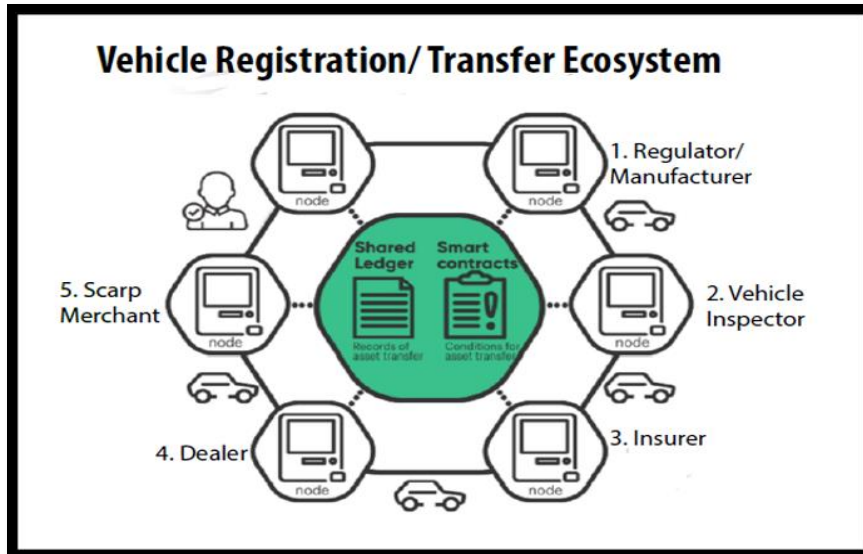 Vehicle Registration/ Transfer Ecosystem
node
node
1. Regulator/
Manufacturer
Shared
Ledger
Records of
asset transfer
Smart
contracts
Conditions for
asset transfer
5. Scarp
Merchant
node
node
2. Vehicle
Inspector
4. Dealer
node
node
3. Insurer